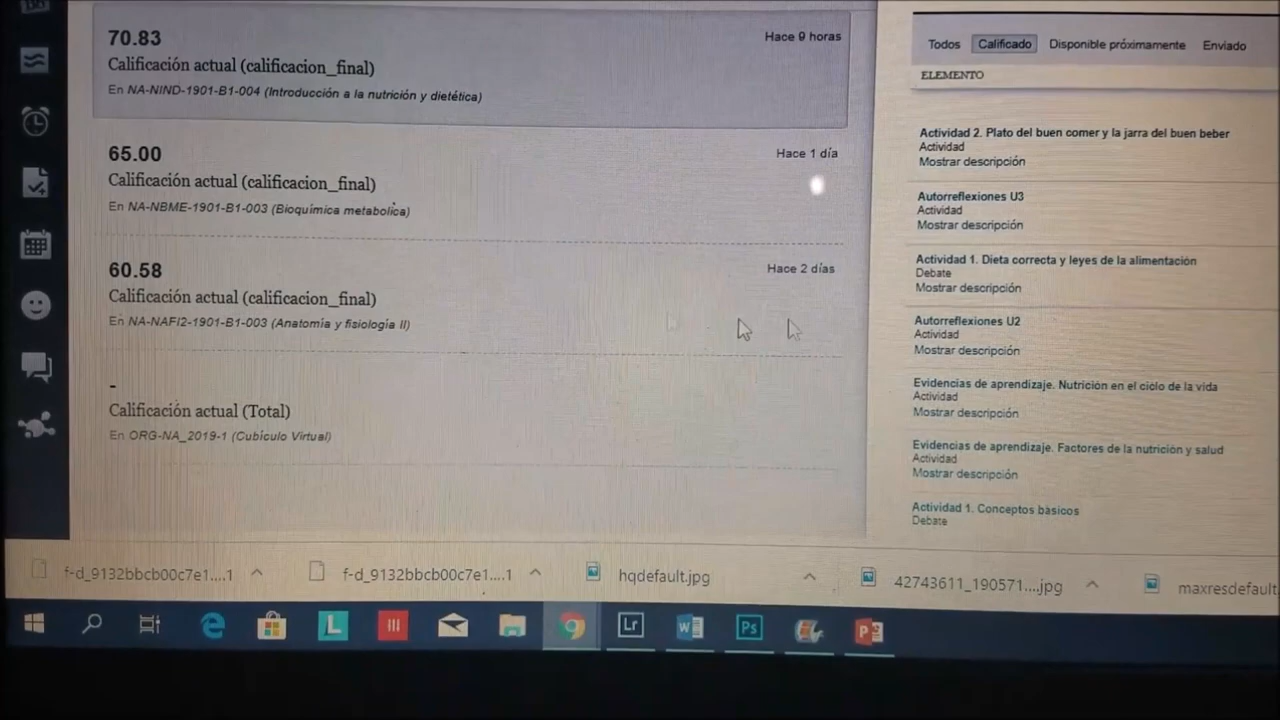 70.83
Hace 9 horas
Calificación actual (calificacion_final)
En NA-NIND-1901-B1-004 (Introducción a la nutrición y dietética)
65.00
Hace 1 día
Calificación actual (calificacion_final)
En NA-NBME-1901-B1-003 (Bioquímica metabolica)
60.58
Hace 2 días
Calificación actual (calificacion_final)
En NA-NAFI2-1901-B1-003 (Anatomía y fisiología II)
-
Calificación actual (Total)
En ORG-NA_2019-1 (Cubículo Virtual)
Todos Calificado Disponible próximamente Enviado
ELEMENTO
Actividad 2. Plato del buen comer y la jarra del buen beber
Actividad
Mostrar descripción
Autorreflexiones U3
Actividad
Mostrar descripción
Actividad 1. Dieta correcta y leyes de la alimentación
Debate
Mostrar descripción
Autorreflexiones U2
Actividad
Mostrar descripción
Evidencias de aprendizaje. Nutrición en el ciclo de la vida
Actividad
Mostrar descripción
Evidencias de aprendizaje. Factores de la nutrición y salud
Actividad
Mostrar descripción
Actividad 1. Conceptos básicos
Debate
f-d_9132bbcb00c7e1....1 f-d_9132bbcb00c7e1....1 hqdefault.jpg 42743611_190571....jpg maxresdefault
L Lr W Ps P